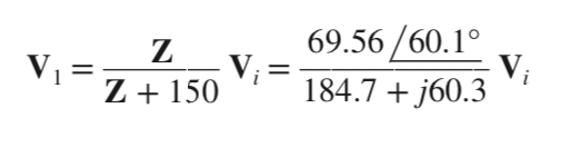 V₁ = Z / (Z + 150) Vᵢ = 69.56 /60.1° / (184.7 + j60.3) Vᵢ